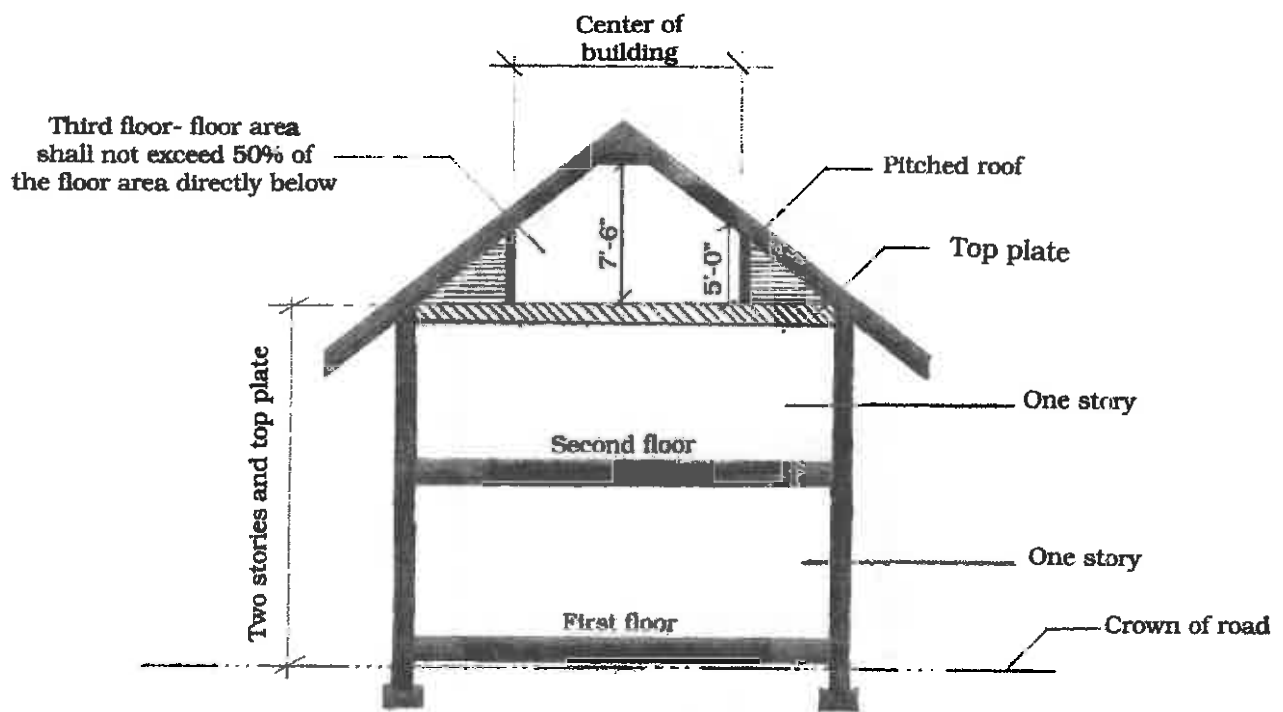 Center of
building
Third floor- floor area
shall not exceed 50% of
the floor area directly below
Pitched roof
7'-6"
5'-0"
Top plate
Two stories and top plate
One story
Second floor
One story
First floor
Crown of road